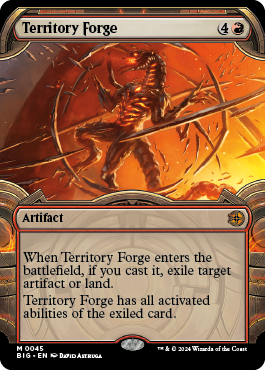 Territory Forge 4
Artifact
When Territory Forge enters the
battlefield, if you cast it, exile target
artifact or land.
Territory Forge has all activated
abilities of the exiled card.
M 0045
BIG • EN DAVID ASTRUGA
™ & © 2024 Wizards of the Coast